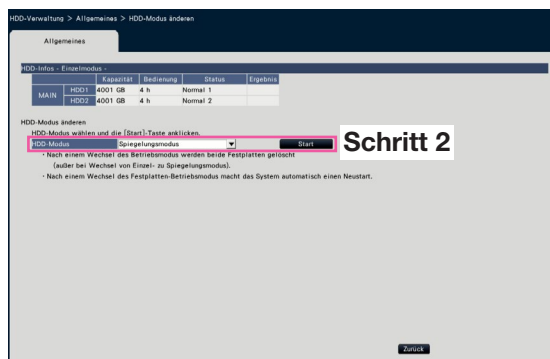 HDD-Verwaltung > Allgemeines > HDD-Modus ändern
Allgemeines
HDD-Infos - Einzelmodus -
Kapazität Bedienung Status Ergebnis
MAIN HDD1 4001 GB 4 h Normal 1
HDD2 4001 GB 4 h Normal 2
HDD-Modus ändern
HDD-Modus wählen und die [Start]-Taste anklicken.
HDD-Modus Spiegelungsmodus Start
Schritt 2
· Nach einem Wechsel des Betriebsmodus werden beide Festplatten gelöscht
(außer bei Wechsel von Einzel- zu Spiegelungsmodus).
· Nach einem Wechsel des Festplatten-Betriebsmodus macht das System automatisch einen Neustart.
Zurück